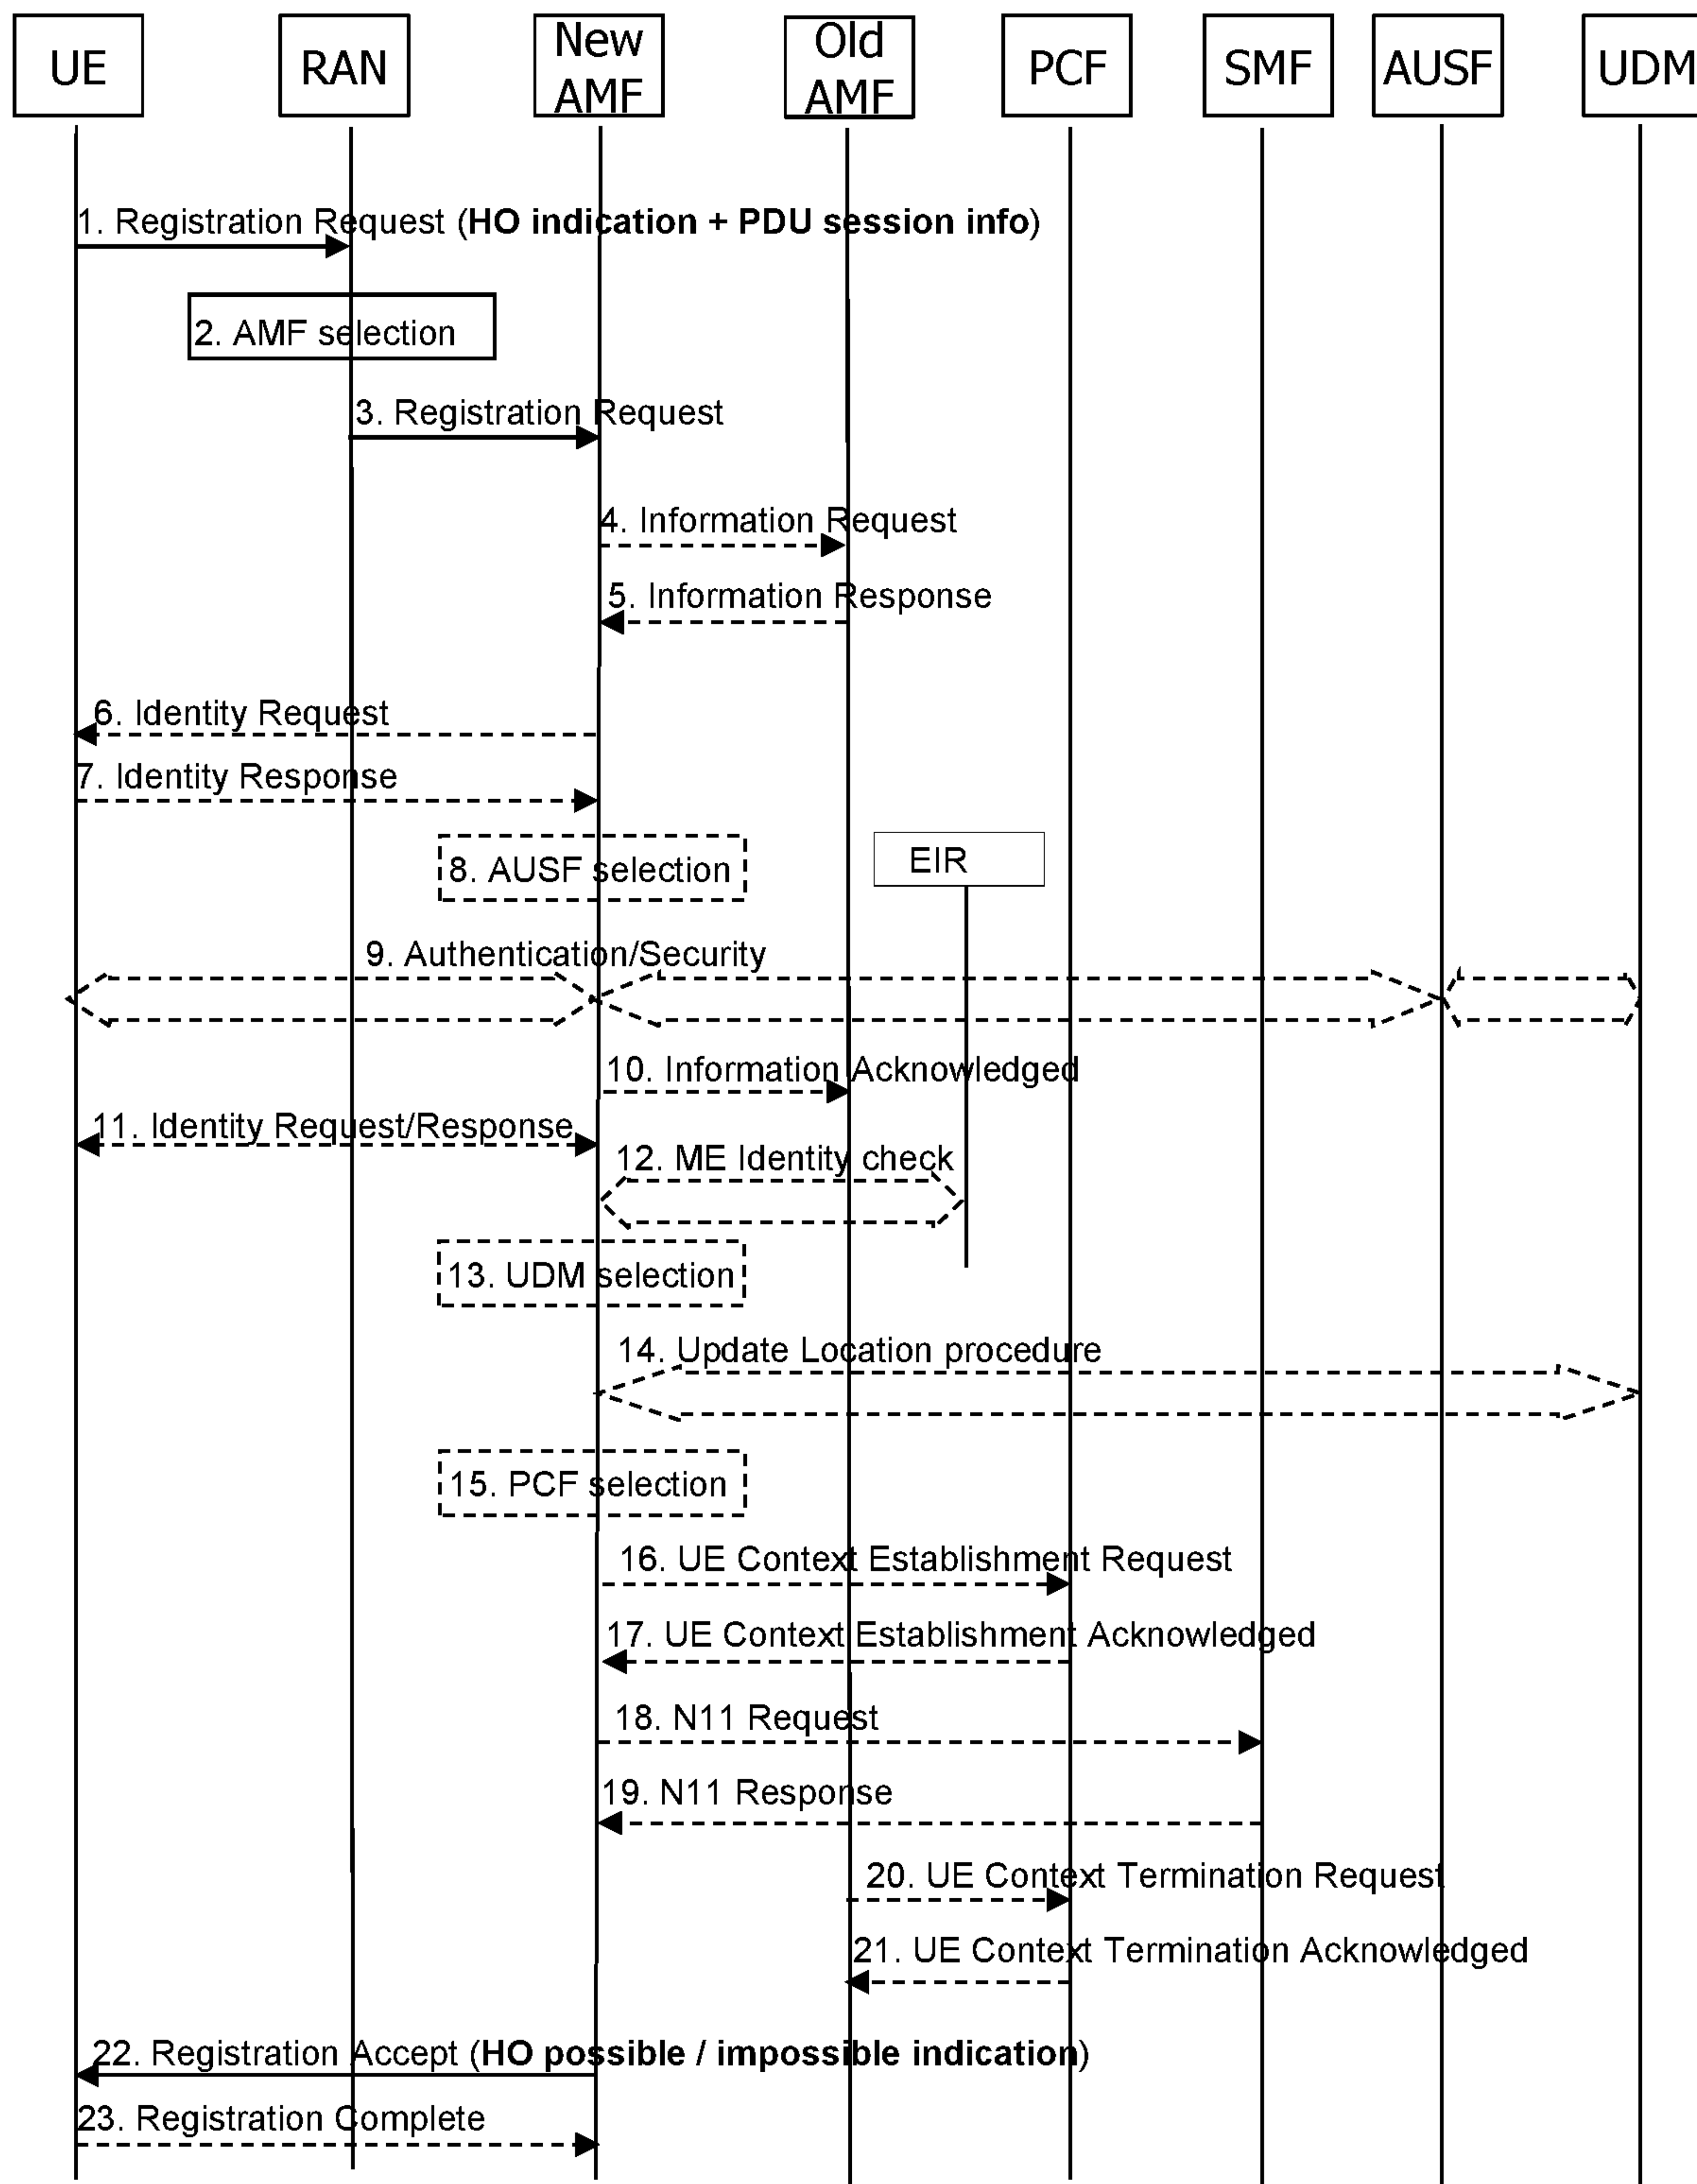 UE
RAN
New
AMF
Old
AMF
PCF
SMF
AUSF
UDM
1. Registration Request (HO indication + PDU session info)
2. AMF selection
3. Registration Request
4. Information Request
5. Information Response
6. Identity Request
7. Identity Response
8. AUSF selection
EIR
9. Authentication/Security
10. Information Acknowledged
11. Identity Request/Response
12. ME Identity check
13. UDM selection
14. Update Location procedure
15. PCF selection
16. UE Context Establishment Request
17. UE Context Establishment Acknowledged
18. N11 Request
19. N11 Response
20. UE Context Termination Request
21. UE Context Termination Acknowledged
22. Registration Accept (HO possible / impossible indication)
23. Registration Complete